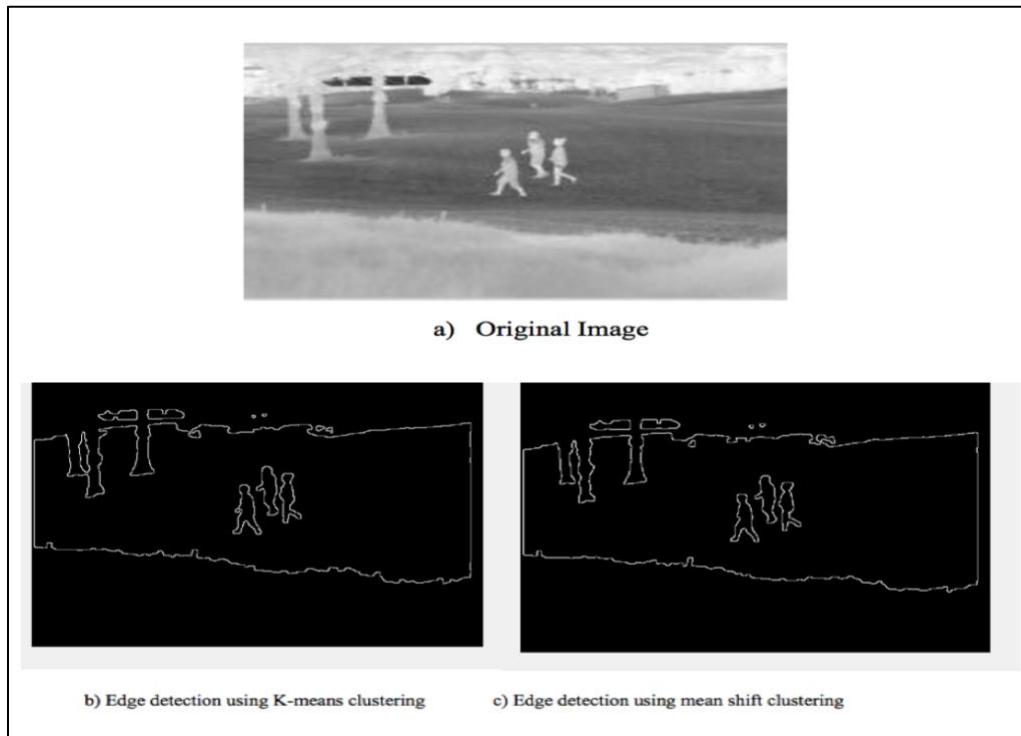 a) Original Image
b) Edge detection using K-means clustering
c) Edge detection using mean shift clustering